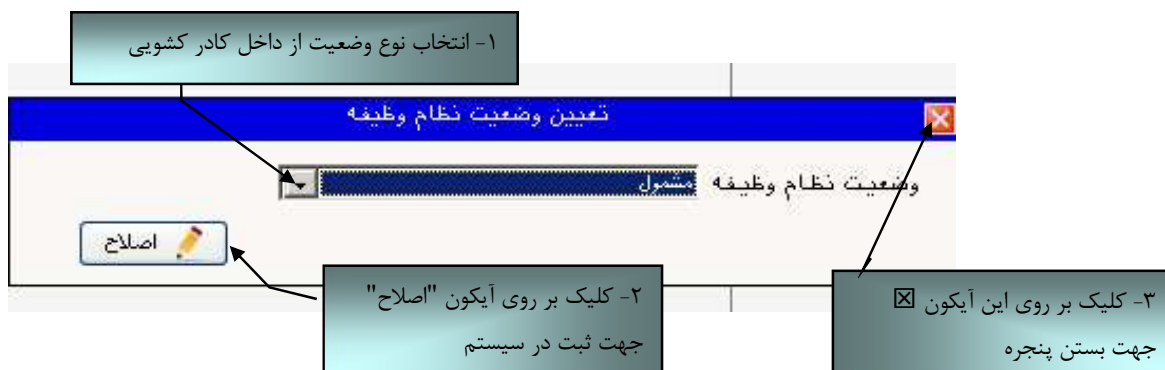 ۱- انتخاب نوع وضعیت از داخل کادر کشویی
تعیین وضعیت نظام وظیفه
وضعیت نظام وظیفه مشمول
اصلاح
۲- کلیک بر روی آیکون "اصلاح"
جهت ثبت در سیستم
۳- کلیک بر روی این آیکون ☒
جهت بستن پنجره